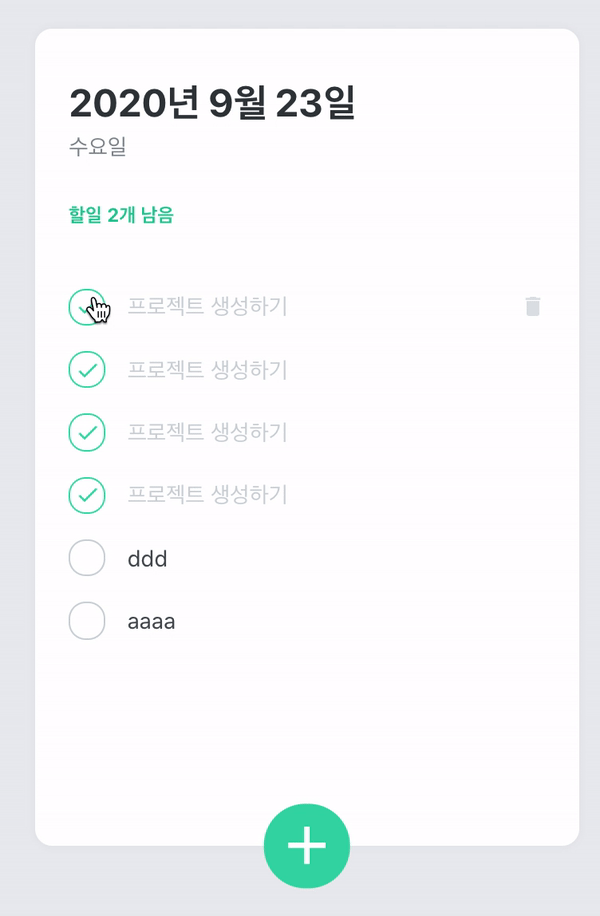 2020년 9월 23일
수요일
할일 2개 남음
프로젝트 생성하기
프로젝트 생성하기
프로젝트 생성하기
프로젝트 생성하기
ddd
aaaa